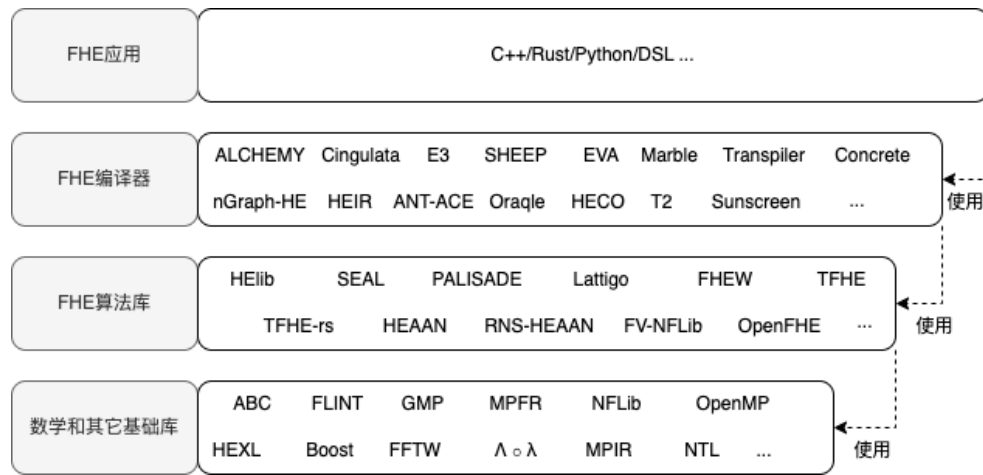 FHE应用
C++/Rust/Python/DSL ...
FHE编译器
ALCHEMY Cingulata E3 SHEEP EVA Marble Transpiler Concrete
nGraph-HE HEIR ANT-ACE Oraqle HECO T2 Sunscreen ...
使用
FHE算法库
HElib SEAL PALISADE Lattigo FHEW TFHE
TFHE-rs HEAAN RNS-HEAAN FV-NFLib OpenFHE ...
使用
数学和其它基础库
ABC FLINT GMP MPFR NFLib OpenMP
HEXL Boost FFTW Λ ∘ λ MPIR NTL ...
使用